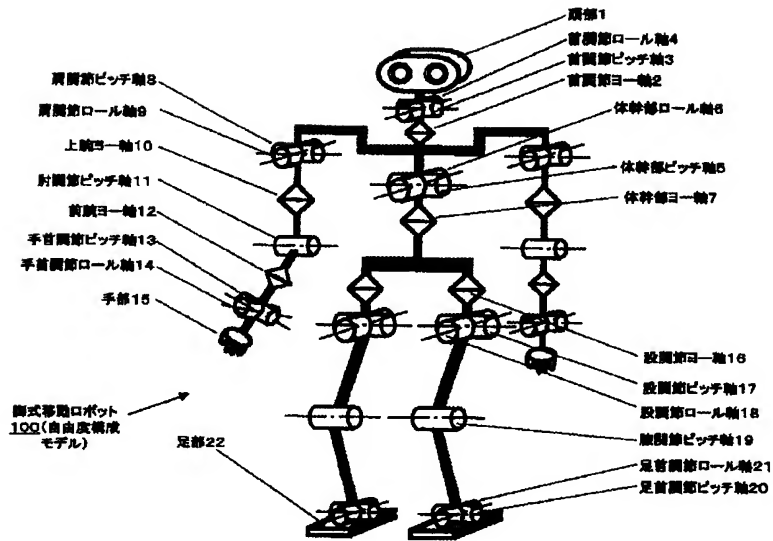 頭部1
首関節ロール軸4
首関節ピッチ軸3
首関節ヨー軸2
体幹部ロール軸6
体幹部ピッチ軸5
体幹部ヨー軸7
肩関節ピッチ軸8
肩関節ロール軸9
上腕ヨー軸10
肘関節ピッチ軸11
前腕ヨー軸12
手首関節ピッチ軸13
手首関節ロール軸14
手部15
股関節ヨー軸16
股関節ピッチ軸17
股関節ロール軸18
膝関節ピッチ軸19
足首関節ロール軸21
足首関節ピッチ軸20
脚式移動ロボット
100(自由度構成
モデル)
足部22